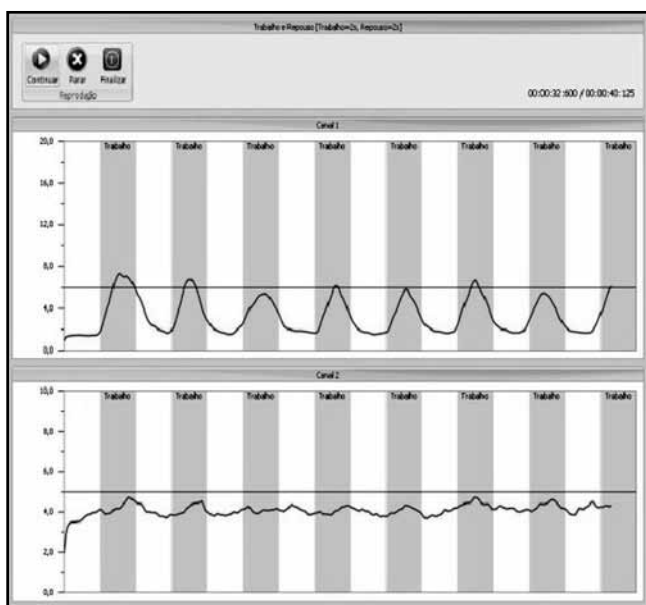 Trabalho e Repouso [Trabalho=2s, Repouso=2s]
Continuar Parar Finalizar
Reprodução
00:00:32:600 / 00:00:40:125
Canal 1
20,0
Trabalho Trabalho Trabalho Trabalho Trabalho Trabalho Trabalho Trabalho
16,0
12,0
8,0
4,0
0,0
Canal 2
10,0
Trabalho Trabalho Trabalho Trabalho Trabalho Trabalho Trabalho Trabalho
8,0
6,0
4,0
2,0
0,0